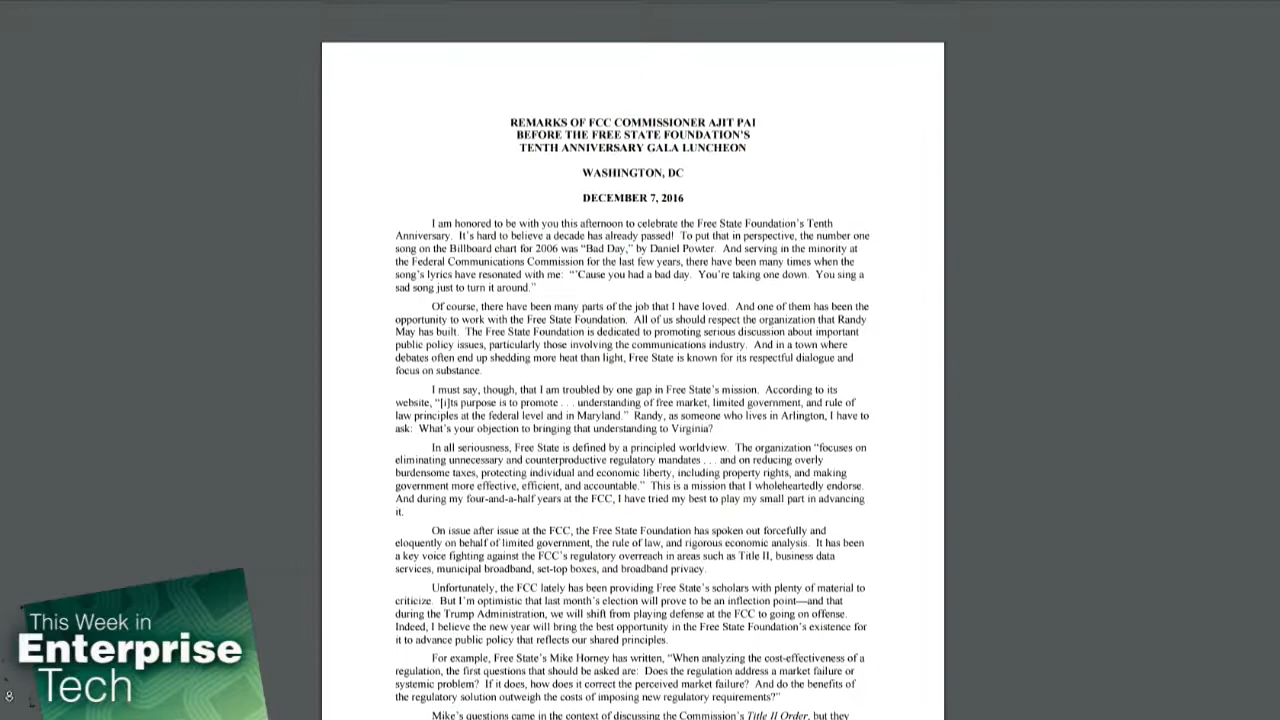 REMARKS OF FCC COMMISSIONER AJIT PAI
BEFORE THE FREE STATE FOUNDATION'S
TENTH ANNIVERSARY GALA LUNCHEON
WASHINGTON, DC
DECEMBER 7, 2016
I am honored to be with you this afternoon to celebrate the Free State Foundation's Tenth
Anniversary. It's hard to believe a decade has already passed! To put that in perspective, the number one
song on the Billboard chart for 2006 was "Bad Day," by Daniel Powter. And serving in the minority at
the Federal Communications Commission for the last few years, there have been many times when the
song's lyrics have resonated with me: "'Cause you had a bad day. You're taking one down. You sing a
sad song just to turn it around."
Of course, there have been many parts of the job that I have loved. And one of them has been the
opportunity to work with the Free State Foundation. All of us should respect the organization that Randy
May has built. The Free State Foundation is dedicated to promoting serious discussion about important
public policy issues, particularly those involving the communications industry. And in a town where
debates often end up shedding more heat than light, Free State is known for its respectful dialogue and
focus on substance.
I must say, though, that I am troubled by one gap in Free State's mission. According to its
website, "[i]ts purpose is to promote . . . understanding of free market, limited government, and rule of
law principles at the federal level and in Maryland." Randy, as someone who lives in Arlington, I have to
ask: What's your objection to bringing that understanding to Virginia?
In all seriousness, Free State is defined by a principled worldview. The organization "focuses on
eliminating unnecessary and counterproductive regulatory mandates . . . and on reducing overly
burdensome taxes, protecting individual and economic liberty, including property rights, and making
government more effective, efficient, and accountable." This is a mission that I wholeheartedly endorse.
And during my four-and-a-half years at the FCC, I have tried my best to play my small part in advancing
it.
On issue after issue at the FCC, the Free State Foundation has spoken out forcefully and
eloquently on behalf of limited government, the rule of law, and rigorous economic analysis. It has been
a key voice fighting against the FCC's regulatory overreach in areas such as Title II, business data
services, municipal broadband, set-top boxes, and broadband privacy.
Unfortunately, the FCC lately has been providing Free State's scholars with plenty of material to
criticize. But I'm optimistic that last month's election will prove to be an inflection point—and that
during the Trump Administration, we will shift from playing defense at the FCC to going on offense.
Indeed, I believe the new year will bring the best opportunity in the Free State Foundation's existence for
it to advance public policy that reflects our shared principles.
For example, Free State's Mike Horney has written, "When analyzing the cost-effectiveness of a
regulation, the first questions that should be asked are: Does the regulation address a market failure or
systemic problem? If it does, how does it correct the perceived market failure? And do the benefits of
the regulatory solution outweigh the costs of imposing new regulatory requirements?"
Mike's questions came in the context of discussing the Commission's Title II Order, but they
This Week in
Enterprise
Tech
8